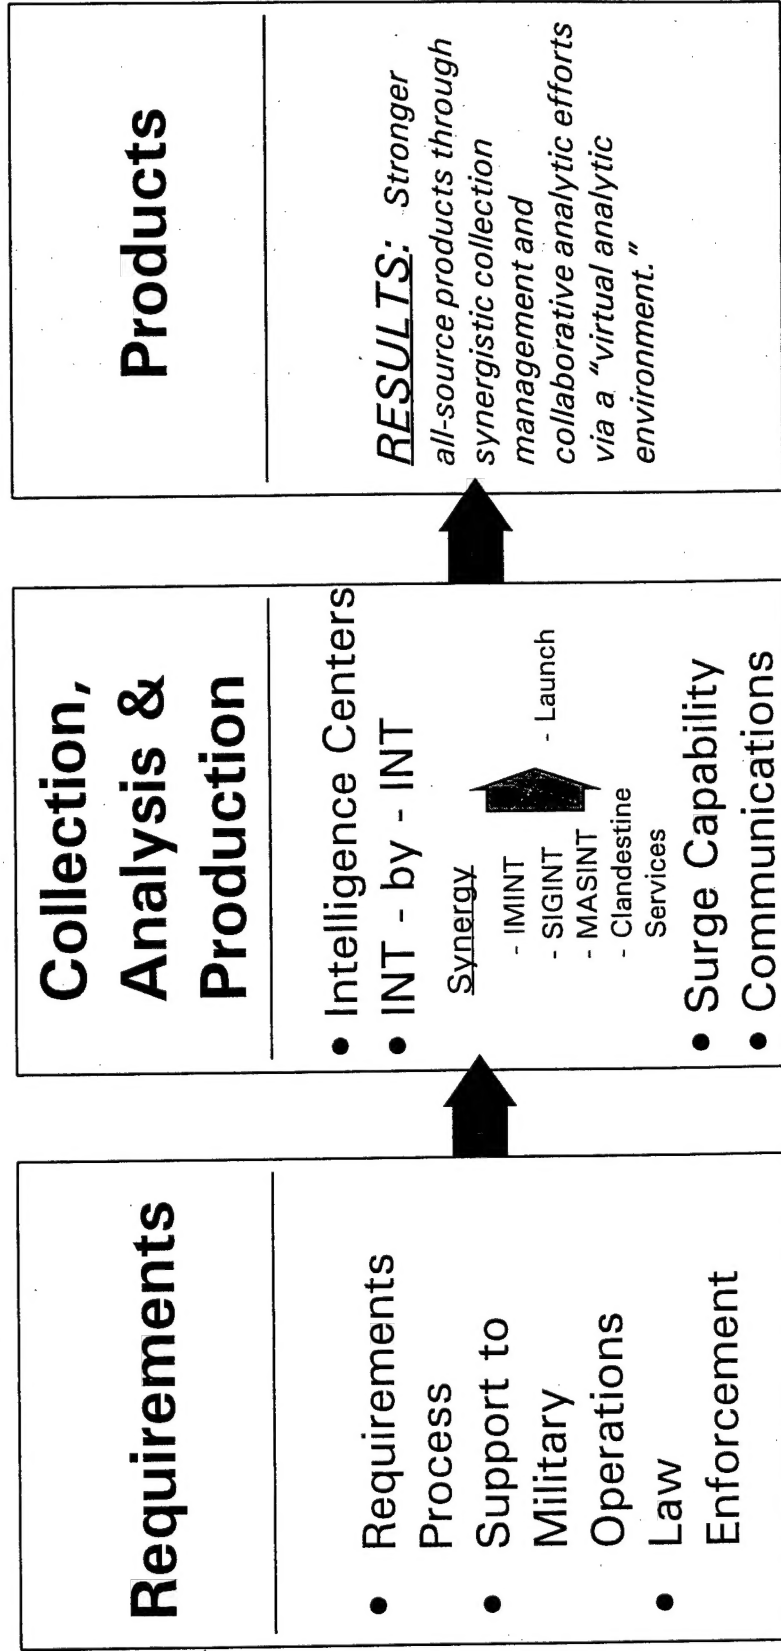 Requirements
• Requirements
Process
• Support to
Military
Operations
• Law
Enforcement
Collection,
Analysis &
Production
• Intelligence Centers
• INT - by - INT
Synergy
- IMINT
- SIGINT
- MASINT
- Clandestine
Services
- Launch
• Surge Capability
• Communications
Products
RESULTS: Stronger
all-source products through
synergistic collection
management and
collaborative analytic efforts
via a "virtual analytic
environment."